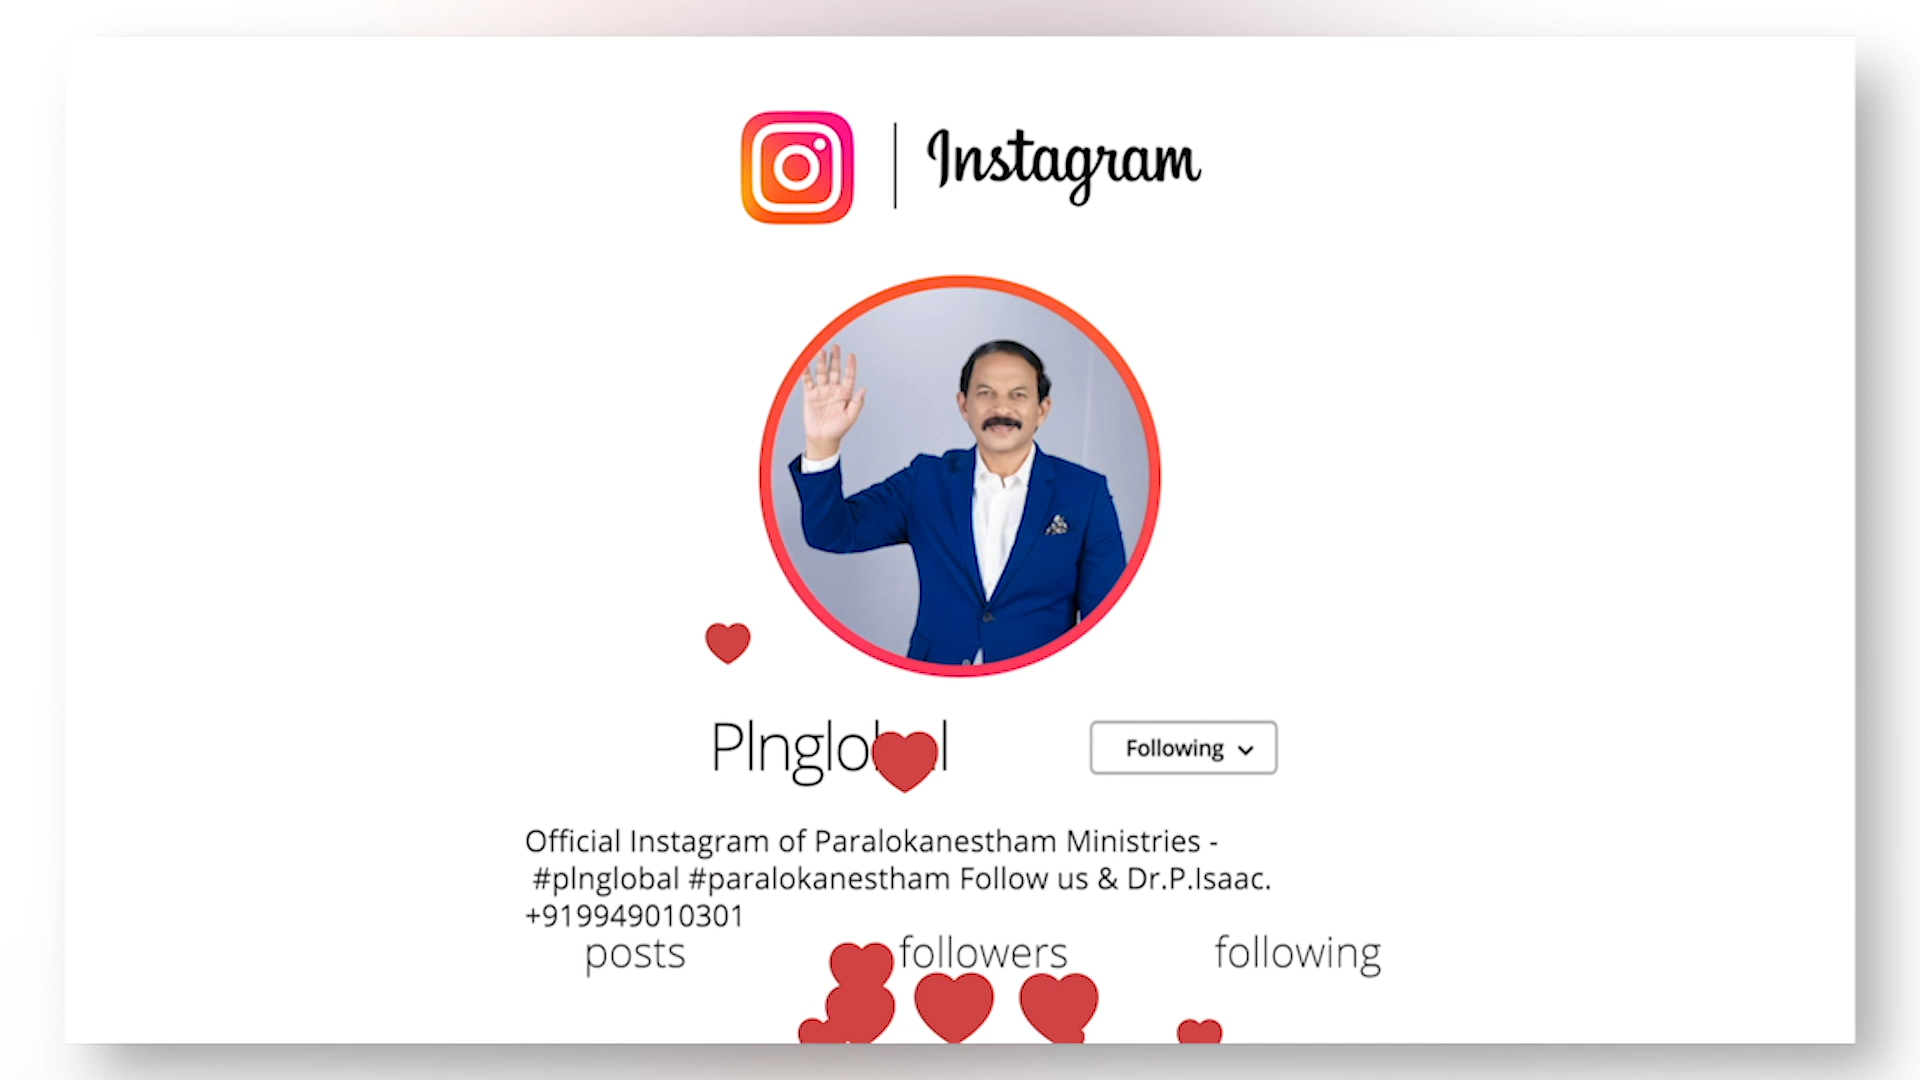 Instagram
Following
Official Instagram of Paralokanestham Ministries -
#plnglobal #paralokanestham Follow us & Dr.P.Isaac.
+919949010301
posts followers following